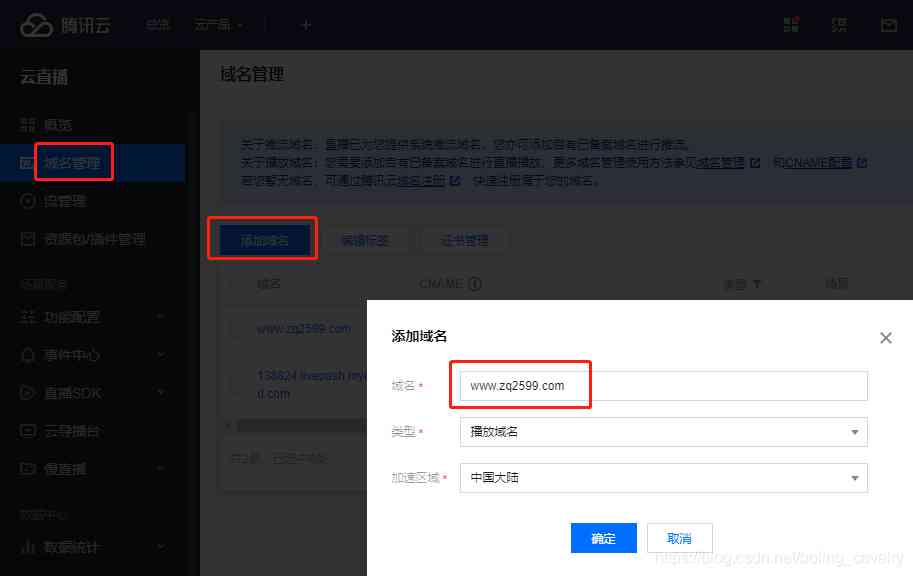 腾讯云 总览 云产品 +
云直播
域名管理
概览
域名管理
流管理
资源包/插件管理
场景配置
功能配置
事件中心
直播SDK
云导播台
慢直播
数据中心
数据统计
关于推流域名，直播已为您提供系统推流域名，您亦可添加自有已备案域名进行推流。
关于播放域名：您需要添加自有已备案域名进行直播播放，更多域名管理使用方法参见域名管理 和CNAME配置
若您暂无域名，可通过腾讯云域名注册 快速注册属于您的域名。
添加域名 编辑标签 证书管理
域名 CNAME 类型 场景
www.zq2599.com
138824.livepush.mye
d.com
添加域名
域名 *
www.zq2599.com
类型 *
播放域名
加速区域 *
中国大陆
确定 取消
https://blog.csdn.net/boling_cavalry